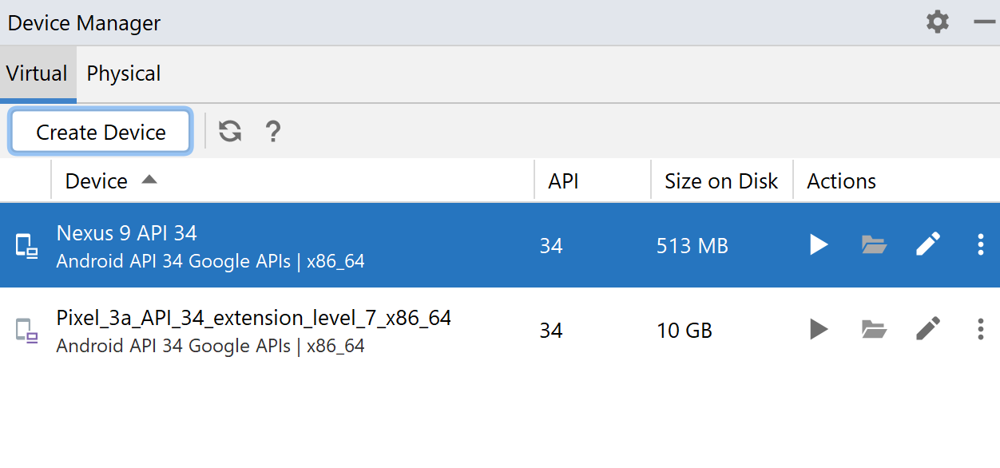 Device Manager
Virtual Physical
Create Device ?
Device API Size on Disk Actions
Nexus 9 API 34
Android API 34 Google APIs | x86_64
34 513 MB
Pixel_3a_API_34_extension_level_7_x86_64
Android API 34 Google APIs | x86_64
34 10 GB